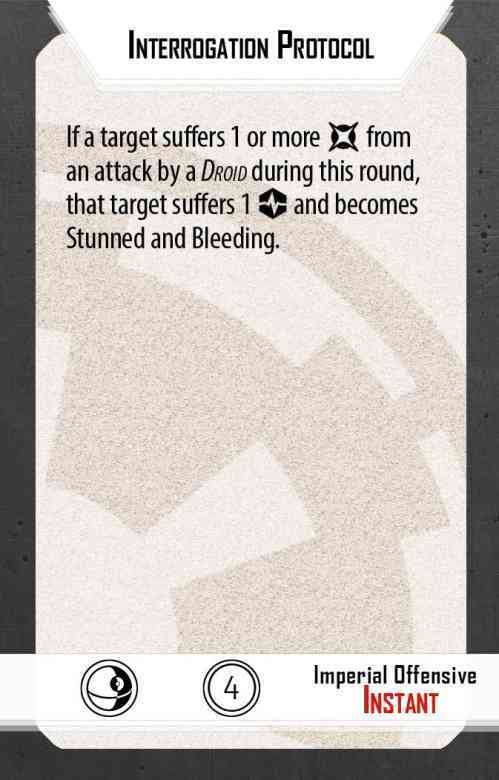 INTERROGATION PROTOCOL
If a target suffers 1 or more from
an attack by a DROID during this round,
that target suffers 1 and becomes
Stunned and Bleeding.
4
Imperial Offensive
INSTANT